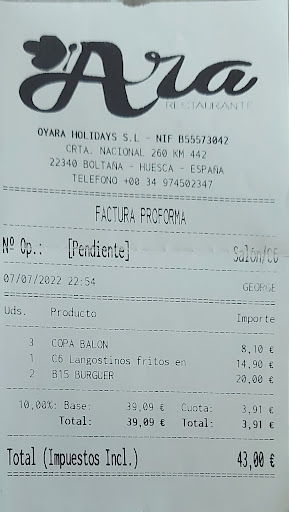 Ara
RESTAURANTE
OYARA HOLIDAYS S.L - NIF B55573042
CRTA. NACIONAL 260 KM 442
22340 BOLTAÑA - HUESCA - ESPAÑA
TELEFONO +00 34 974502347
FACTURA PROFORMA
Nº Op.: [Pendiente] Salón/C6
07/07/2022 22:54 GEORGE
Uds. Producto Importe
3 COPA BALON 8,10 €
1 C6 Langostinos fritos en 14,90 €
2 B15 BURGUER 20,00 €
10,00%: Base: 39,09 € Cuota: 3,91 €
Total: 39,09 € Total: 3,91 €
Total (Impuestos Incl.) 43,00 €